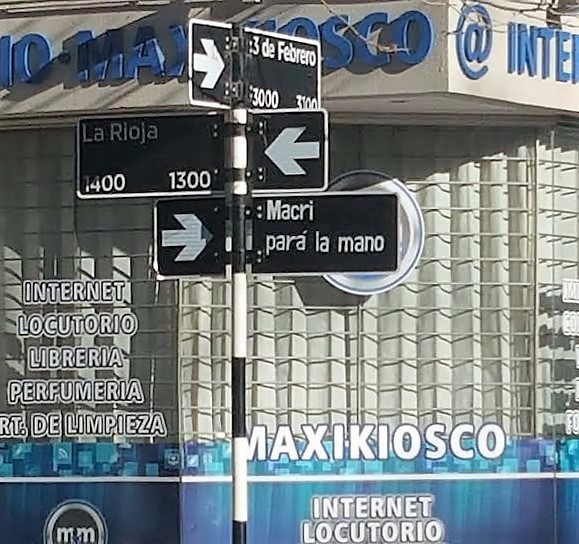 MAXIKIOSCO @ INTE
3 de Febrero
3000 3100
La Rioja
1400 1300
Macri
pará la mano
INTERNET
LOCUTORIO
LIBRERIA
PERFUMERIA
RT. DE LIMPIEZA
MAXIKIOSCO
INTERNET
LOCUTORIO
m&m